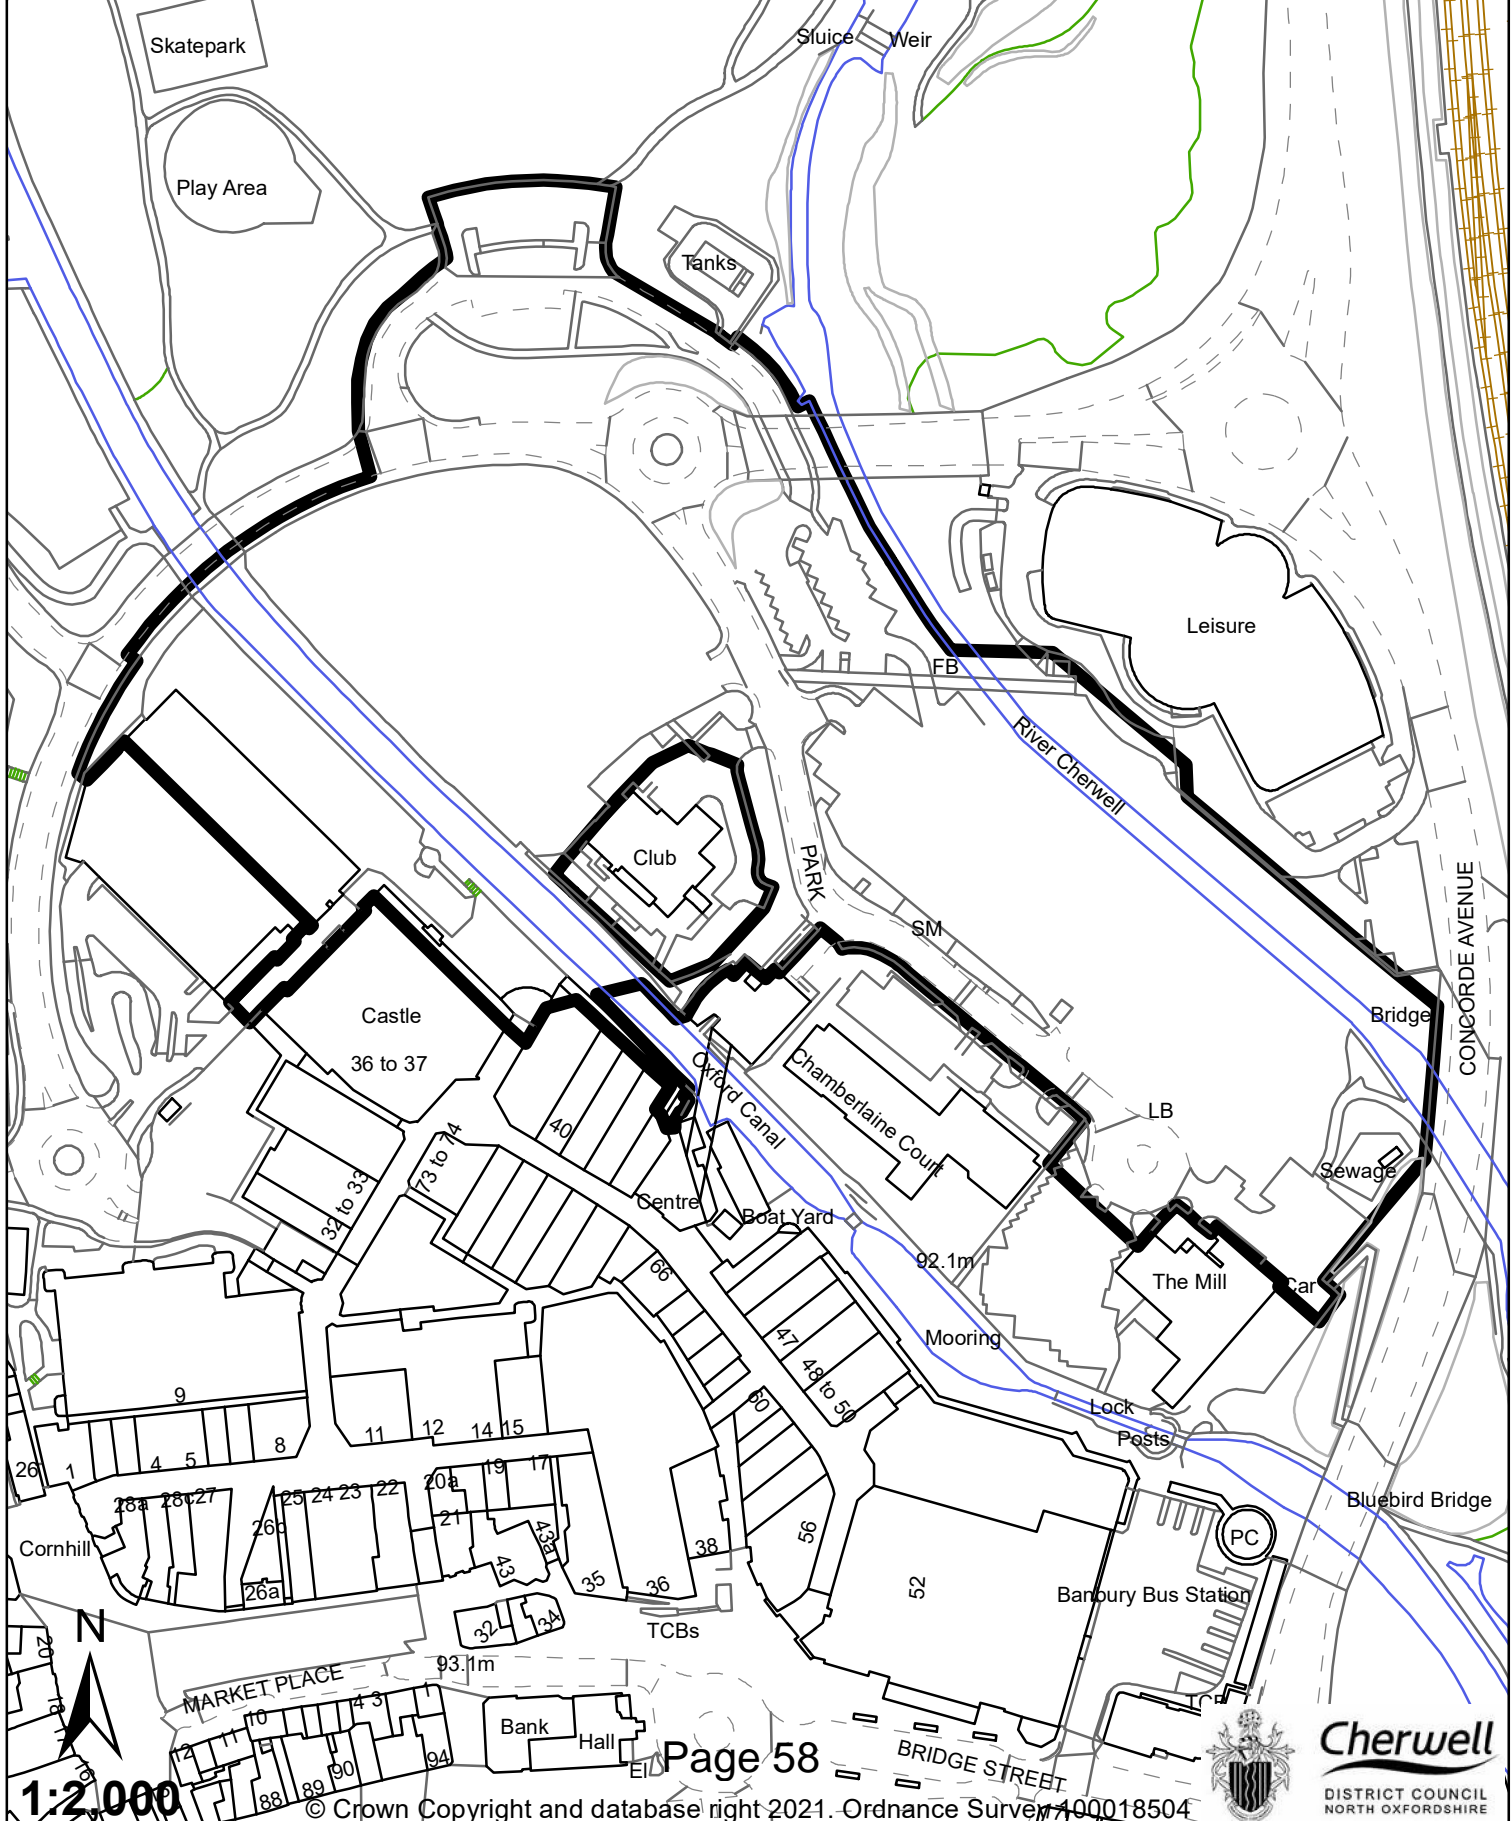 Skatepark
Sluice
Weir
Play Area
Tanks
Leisure
FB
River Cherwell
Club
PARK
SM
CONCORDE AVENUE
Castle
36 to 37
Bridge
Oxford Canal
Chamberlaine Court
LB
40
73 to 74
Sewage
32 to 33
Centre
Boat Yard
92.1m
66
The Mill
Car
47
Mooring
48 to 50
9
60
Lock
Posts
11
12
14
15
8
26
1
4
5
19
17
20a
22
23
24
25
28a
28c
27
26c
21
43a
43
Bluebird Bridge
PC
Cornhill
56
38
52
35
36
26a
Banbury Bus Station
N
32
34
TCBs
20
93.1m
MARKET PLACE
18
17
16
1
3
4
10
11
12
Bank
Hall
El
94
90
89
88
Page 58
BRIDGE STREET
1:2,000
© Crown Copyright and database right 2021. Ordnance Survey 100018504
Cherwell
DISTRICT COUNCIL
NORTH OXFORDSHIRE